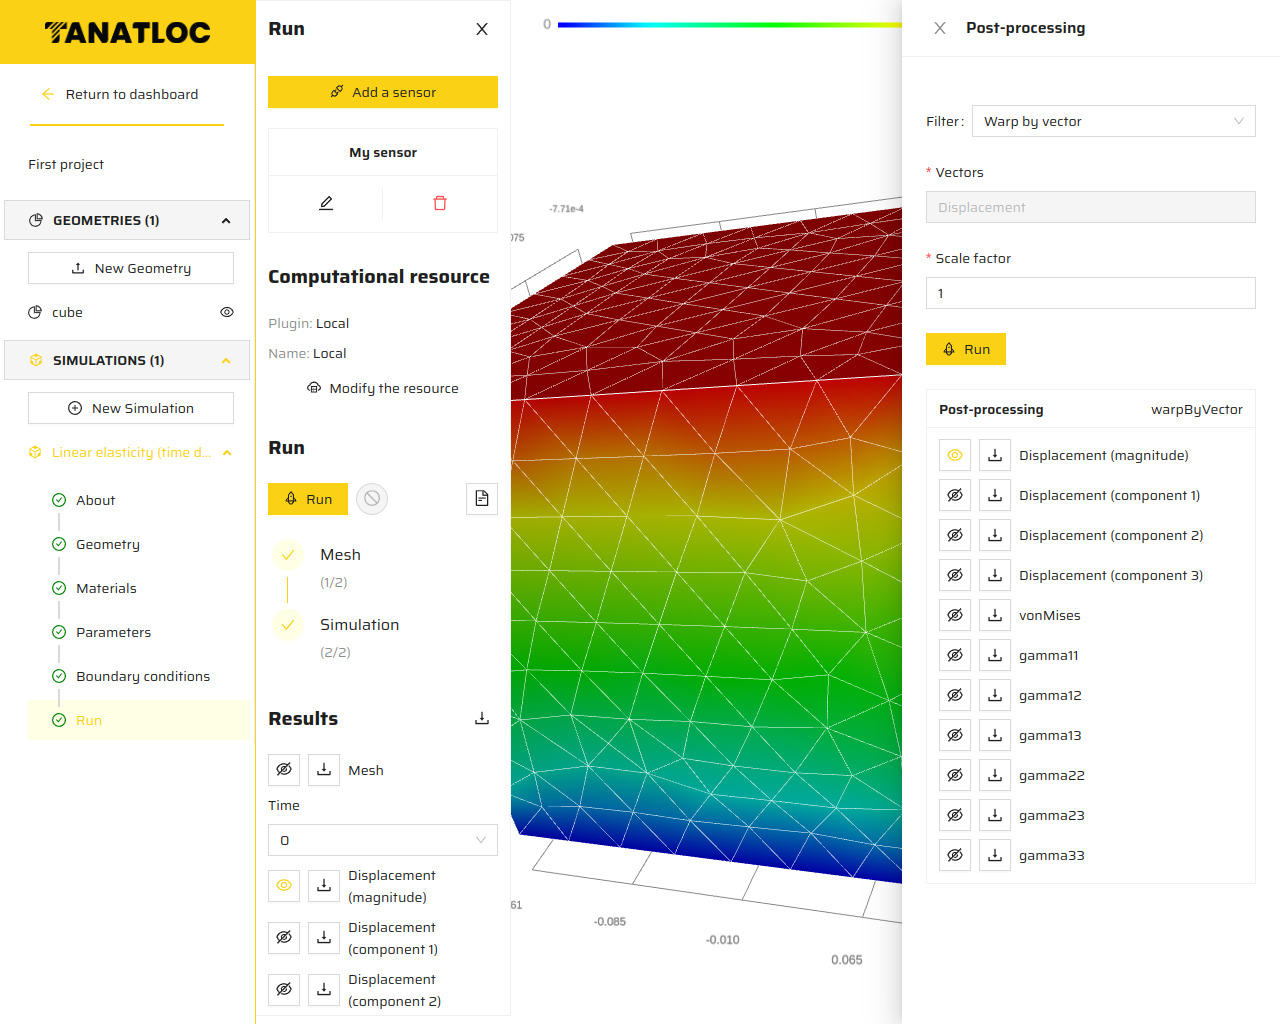 TANATLOC
Return to dashboard
First project
GEOMETRIES (1)
New Geometry
cube
SIMULATIONS (1)
New Simulation
Linear elasticity (time d...
About
Geometry
Materials
Parameters
Boundary conditions
Run
Run
Add a sensor
My sensor
Computational resource
Plugin: Local
Name: Local
Modify the resource
Run
Run
Mesh
(1/2)
Simulation
(2/2)
Results
Mesh
Time
0
Displacement
(magnitude)
Displacement
(component 1)
Displacement
(component 2)
0
-7.71e-4
075
61
-0.085
-0.010
0.065
Post-processing
Filter: Warp by vector
* Vectors
Displacement
* Scale factor
1
Run
Post-processing warpByVector
Displacement (magnitude)
Displacement (component 1)
Displacement (component 2)
Displacement (component 3)
vonMises
gamma11
gamma12
gamma13
gamma22
gamma23
gamma33